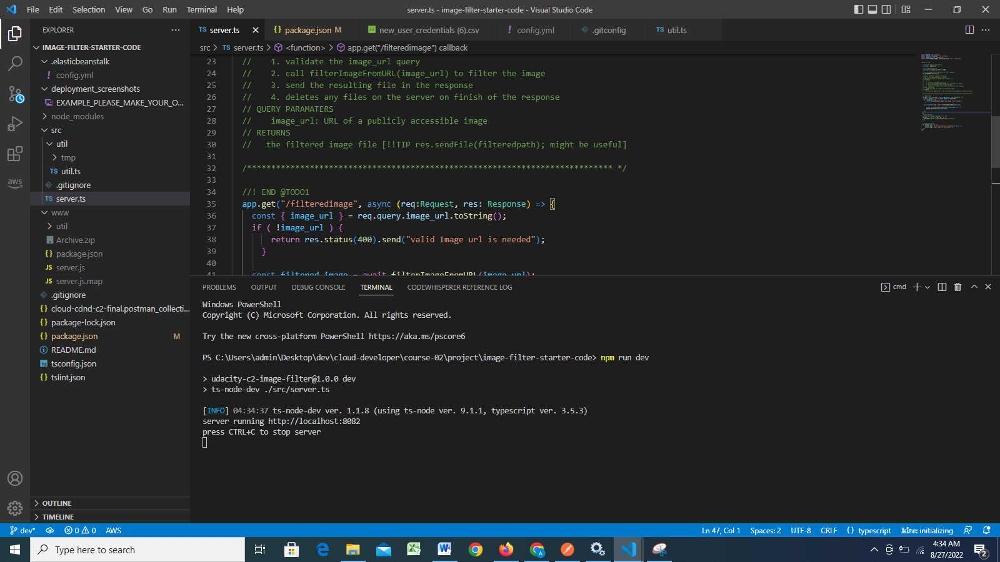 File Edit Selection View Go Run Terminal Help
server.ts - image-filter-starter-code - Visual Studio Code
EXPLORER
IMAGE-FILTER-STARTER-CODE
.elasticbeanstalk
! config.yml
deployment_screenshots
EXAMPLE_PLEASE_MAKE_YOUR_O...
node_modules
src
util
tmp
TS util.ts
.gitignore
TS server.ts
www
util
Archive.zip
{} package.json
JS server.js
JS server.js.map
.gitignore
{} cloud-cdnd-c2-final.postman_collecti...
{} package-lock.json
{} package.json M
README.md
TS tsconfig.json
{} tslint.json
OUTLINE
TIMELINE
aws
TS server.ts {} package.json M new_user_credentials (6).csv ! config.yml .gitconfig TS util.ts
src > TS server.ts > <function> > app.get("/filteredimage") callback
23 // 1. validate the image_url query
24 // 2. call filterImageFromURL(image_url) to filter the image
25 // 3. send the resulting file in the response
26 // 4. deletes any files on the server on finish of the response
27 // QUERY PARAMATERS
28 // image_url: URL of a publicly accessible image
29 // RETURNS
30 // the filtered image file [!!TIP res.sendFile(filteredpath); might be useful]
31
32 /**************************************************************************** */
33
34 //! END @TODO1
35 app.get("/filteredimage", async (req:Request, res: Response) => {
36 const { image_url } = req.query.image_url.toString();
37 if ( !image_url ) {
38 return res.status(400).send("valid Image url is needed");
39 }
40
41 const filtered_image = await filterImageFromURL(image_url);
PROBLEMS OUTPUT DEBUG CONSOLE TERMINAL CODEWHISPERER REFERENCE LOG
cmd
Windows PowerShell
Copyright (C) Microsoft Corporation. All rights reserved.
Try the new cross-platform PowerShell https://aka.ms/pscore6
PS C:\Users\admin\Desktop\dev\cloud-developer\course-02\project\image-filter-starter-code> npm run dev
> udacity-c2-image-filter@1.0.0 dev
> ts-node-dev ./src/server.ts
[INFO] 04:34:37 ts-node-dev ver. 1.1.8 (using ts-node ver. 9.1.1, typescript ver. 3.5.3)
server running http://localhost:8082
press CTRL+C to stop server
dev* 0 0 AWS
Ln 47, Col 1 Spaces: 2 UTF-8 CRLF {} typescript kite: initializing
Type here to search
4:34 AM
8/27/2022
2